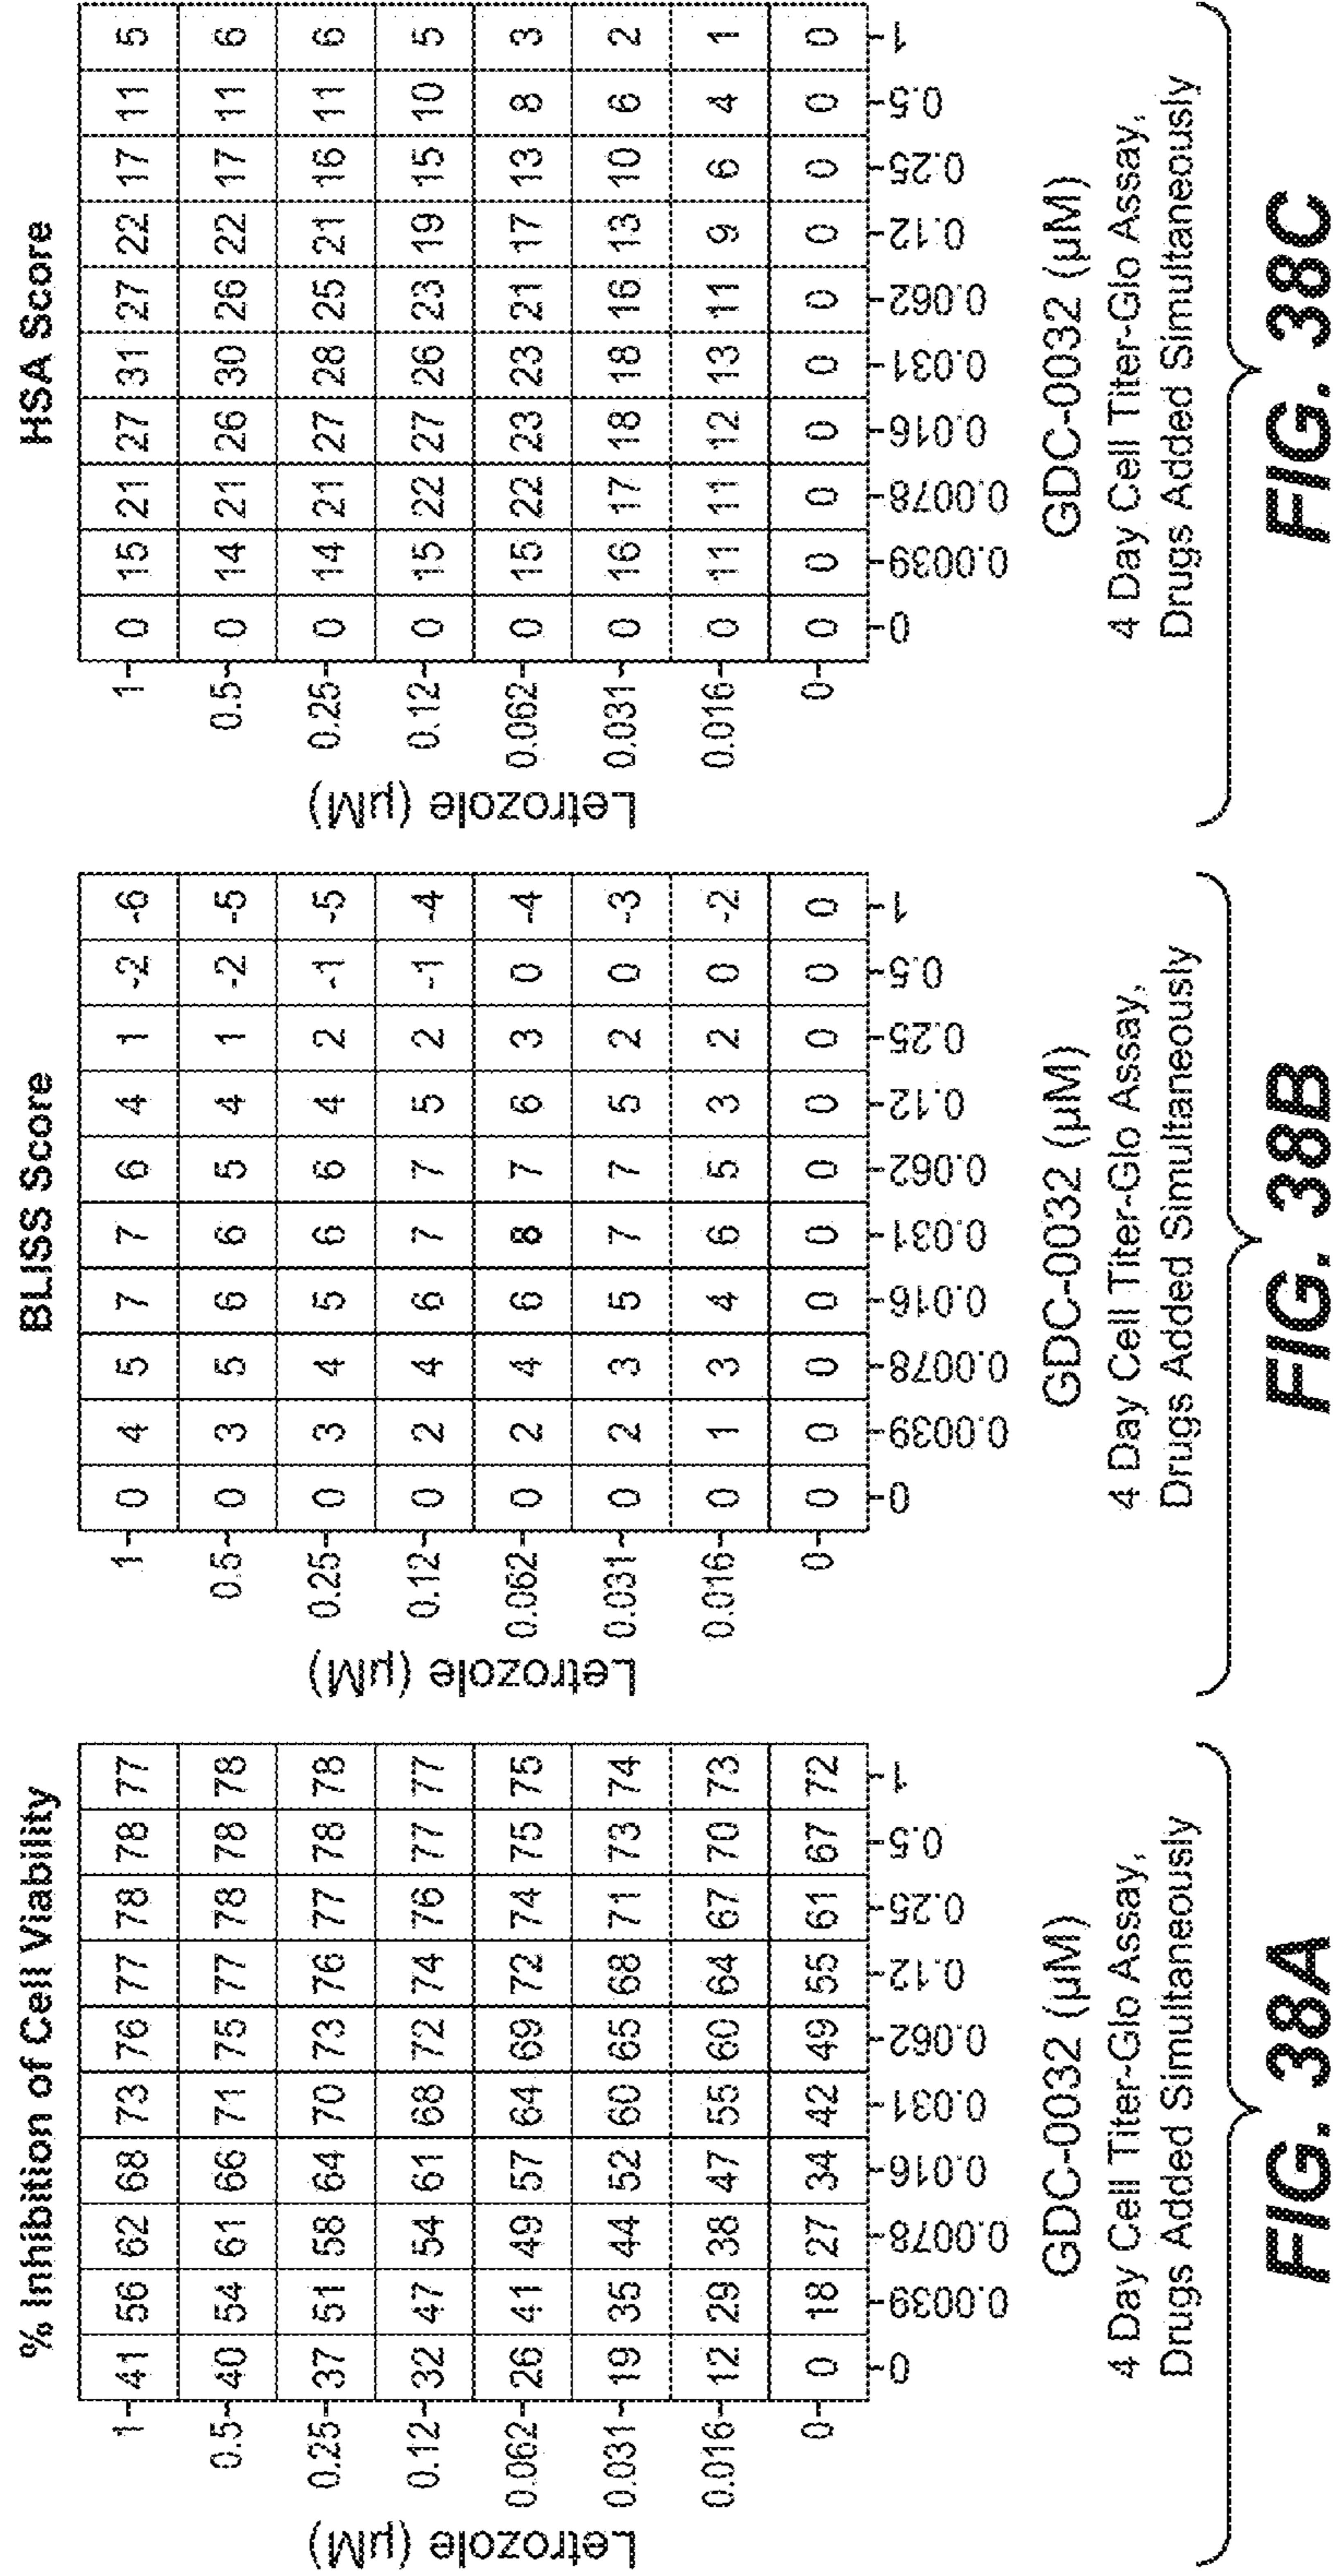 % Inhibition of Cell Viability
Letrozole (µM)
1 41 56 62 68 73 76 77 78 78 77
0.5 40 54 61 66 71 75 77 78 78 78
0.25 37 51 58 64 70 73 76 77 78 78
0.12 32 47 54 61 68 72 74 76 77 77
0.062 26 41 49 57 64 69 72 74 75 75
0.031 19 35 44 52 60 65 68 71 73 74
0.016 12 29 38 47 55 60 64 67 70 73
0 0 18 27 34 42 49 55 61 67 72
0 0.0039 0.0078 0.016 0.031 0.062 0.12 0.25 0.5 1
GDC-0032 (µM)
4 Day Cell Titer-Glo Assay,
Drugs Added Simultaneously
FIG. 38A
BLISS Score
Letrozole (µM)
1 0 4 5 7 7 6 4 1 -2 -6
0.5 0 3 5 6 6 5 4 1 -2 -5
0.25 0 3 4 5 6 6 4 2 -1 -5
0.12 0 2 4 6 7 7 5 2 -1 -4
0.062 0 2 4 6 8 7 6 3 0 -4
0.031 0 2 3 5 7 7 5 2 0 -3
0.016 0 1 3 4 6 5 3 2 0 -2
0 0 0 0 0 0 0 0 0 0 0
0 0.0039 0.0078 0.016 0.031 0.062 0.12 0.25 0.5 1
GDC-0032 (µM)
4 Day Cell Titer-Glo Assay,
Drugs Added Simultaneously
FIG. 38B
HSA Score
Letrozole (µM)
1 0 15 21 27 31 27 22 17 11 5
0.5 0 14 21 26 30 26 22 17 11 6
0.25 0 14 21 27 28 25 21 16 11 6
0.12 0 15 22 27 26 23 19 15 10 5
0.062 0 15 22 23 23 21 17 13 8 3
0.031 0 16 17 18 18 16 13 10 6 2
0.016 0 11 11 12 13 11 9 6 4 1
0 0 0 0 0 0 0 0 0 0 0
0 0.0039 0.0078 0.016 0.031 0.062 0.12 0.25 0.5 1
GDC-0032 (µM)
4 Day Cell Titer-Glo Assay,
Drugs Added Simultaneously
FIG. 38C